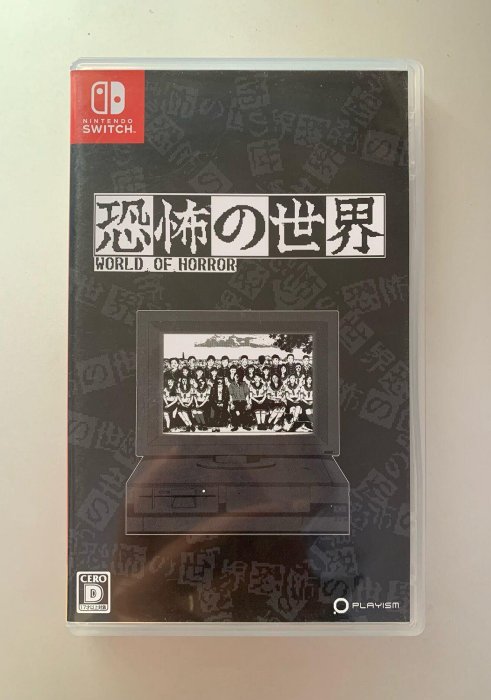 NINTENDO
SWITCH
恐怖の世界
WORLD OF HORROR
CERO
D
PLAYISM